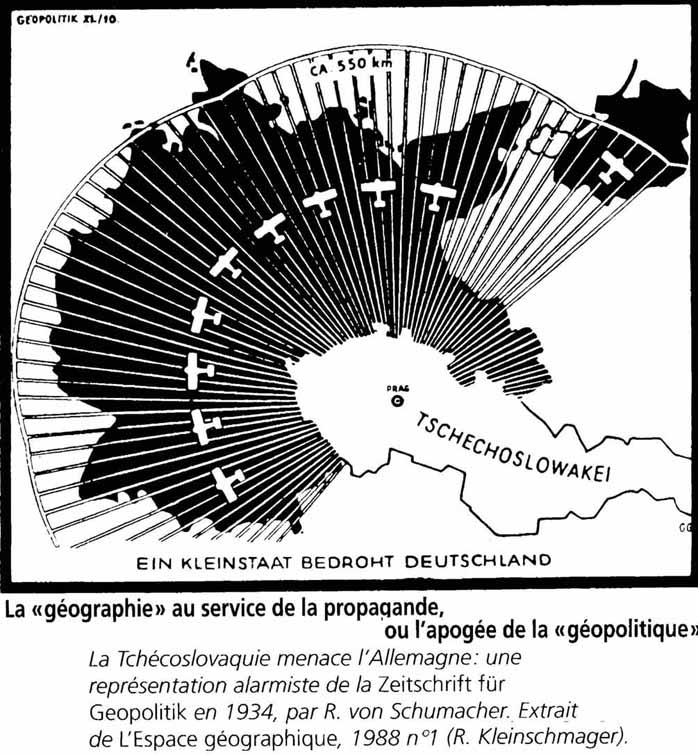 GEOPOLITIK XI./10.
CA. 550 km
PRAG
TSCHECHOSLOWAKEI
EIN KLEINSTAAT BEDROHT DEUTSCHLAND
La «géographie» au service de la propagande,
ou l'apogée de la «géopolitique»
La Tchécoslovaquie menace l'Allemagne: une
représentation alarmiste de la Zeitschrift für
Geopolitik en 1934, par R. von Schumacher. Extrait
de L'Espace géographique, 1988 n°1 (R. Kleinschmager).